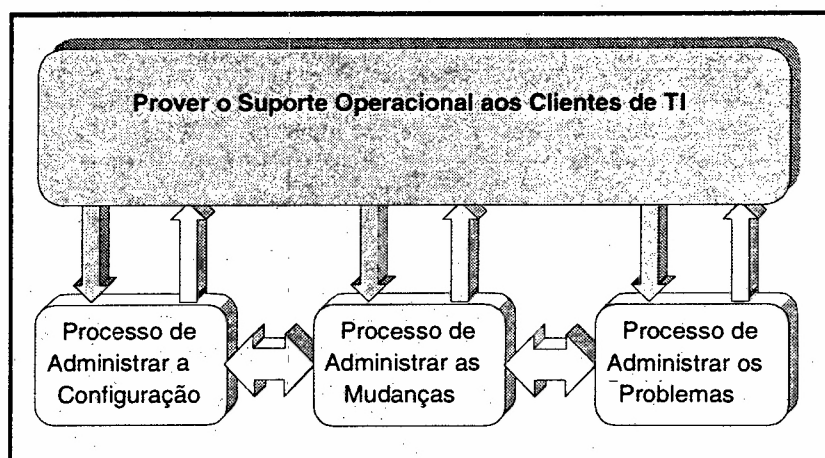 Prover o Suporte Operacional aos Clientes de TI
Processo de
Administrar a
Configuração
Processo de
Administrar as
Mudanças
Processo de
Administrar os
Problemas